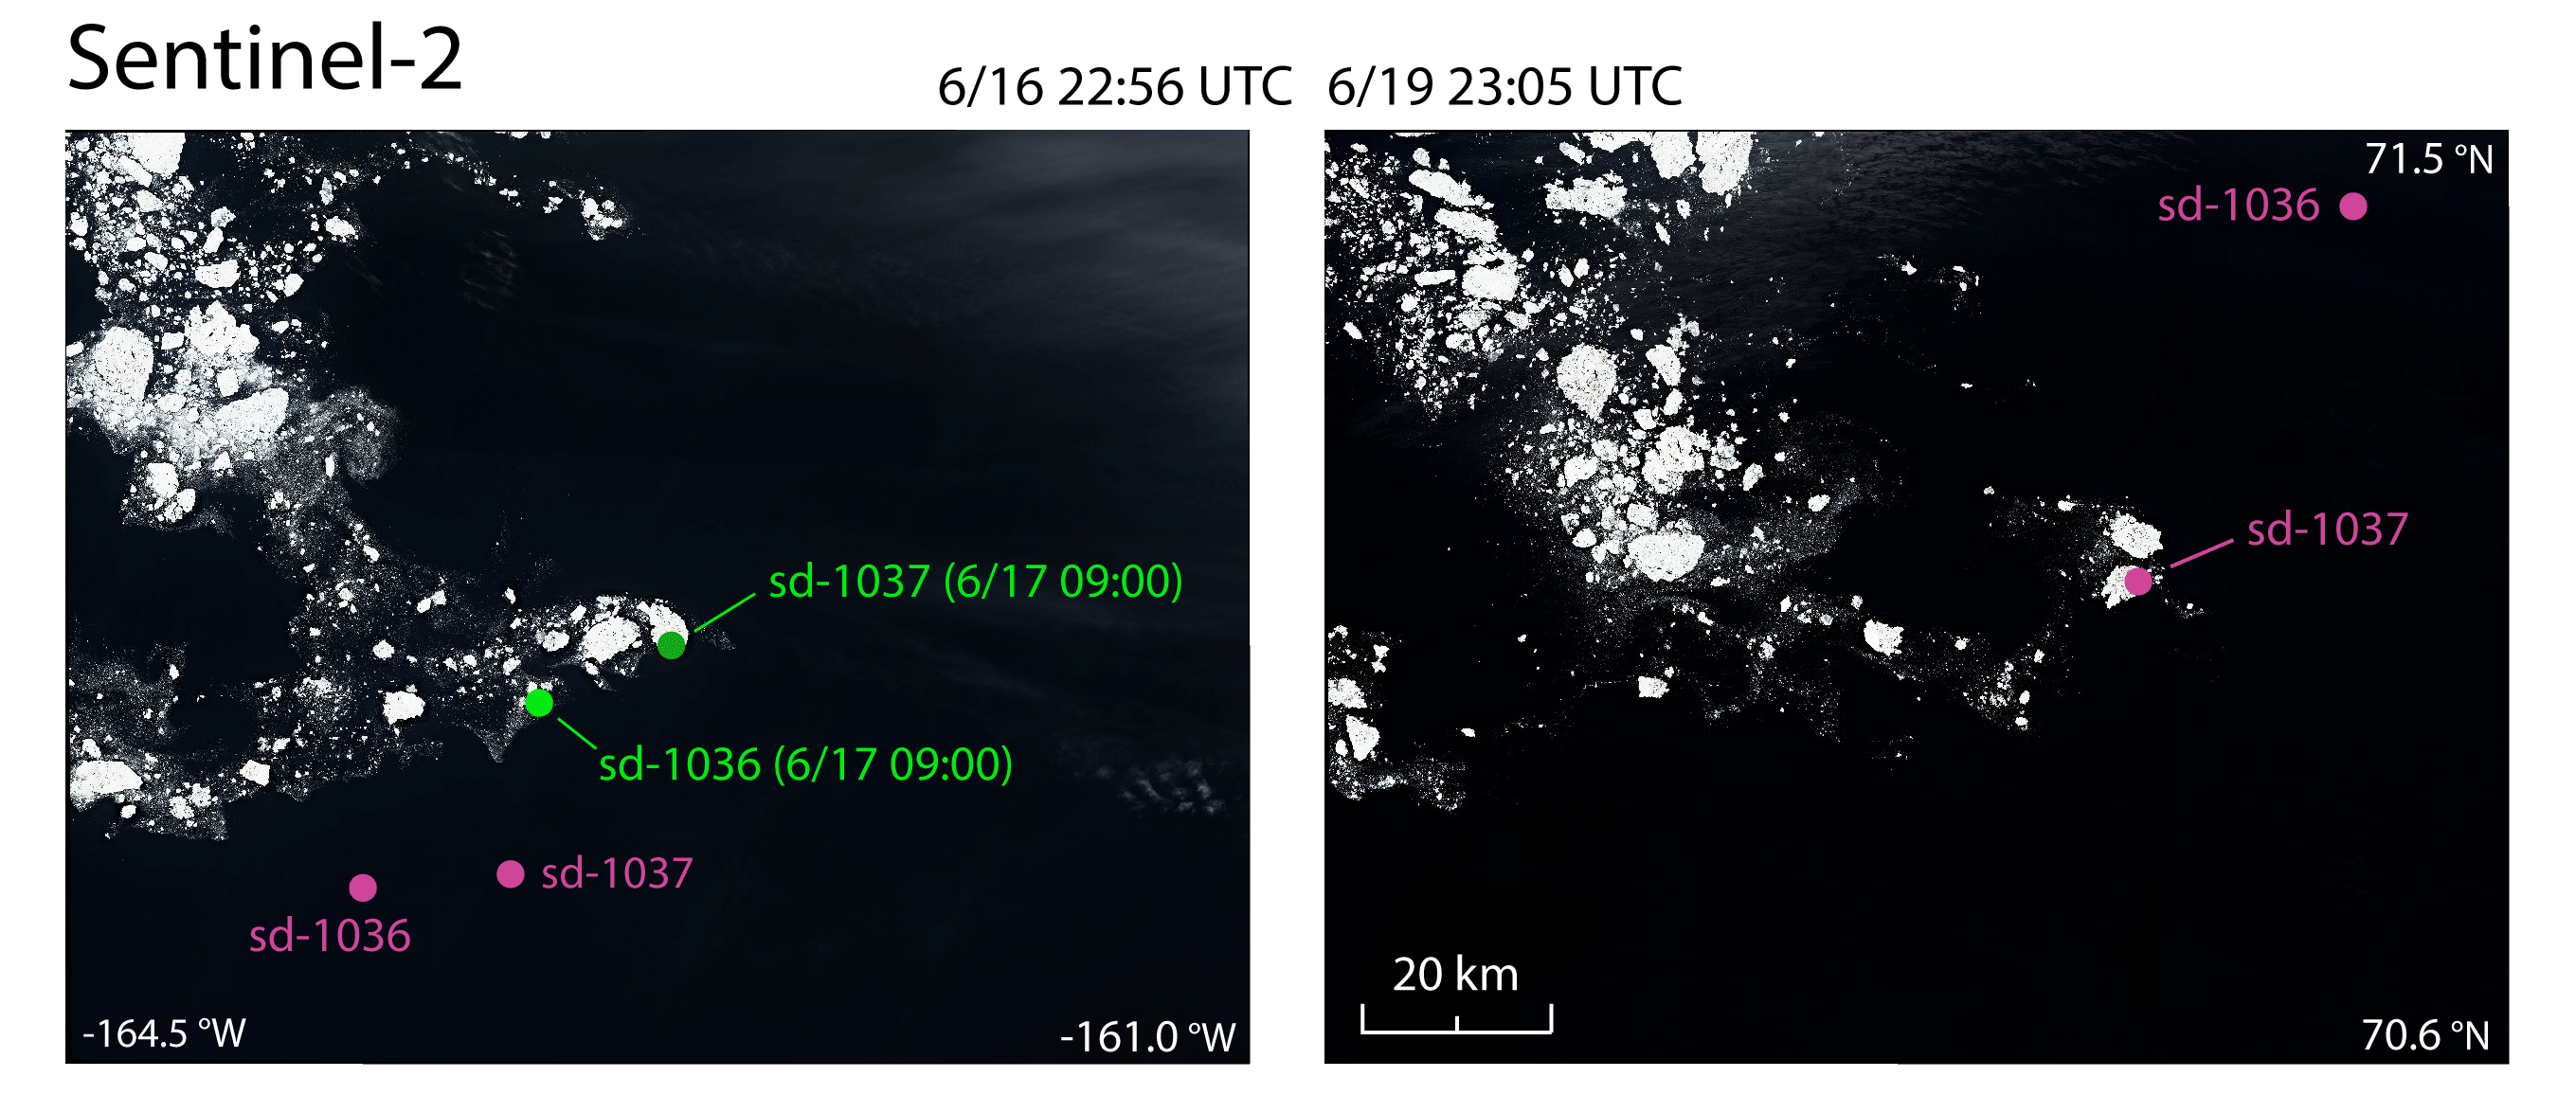 Sentinel-2
6/16 22:56 UTC
6/19 23:05 UTC
sd-1037 (6/17 09:00)
sd-1036 (6/17 09:00)
sd-1037
sd-1036
-164.5 °W
-161.0 °W
71.5 °N
sd-1036
sd-1037
20 km
70.6 °N